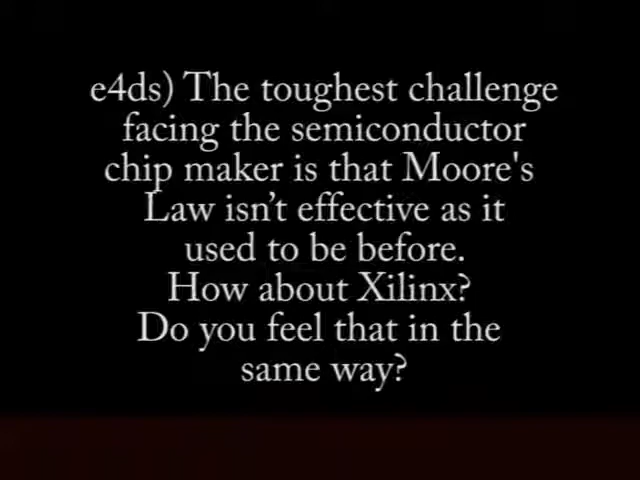 e4ds) The toughest challenge
facing the semiconductor
chip maker is that Moore's
Law isn’t effective as it
used to be before.
How about Xilinx?
Do you feel that in the
same way?